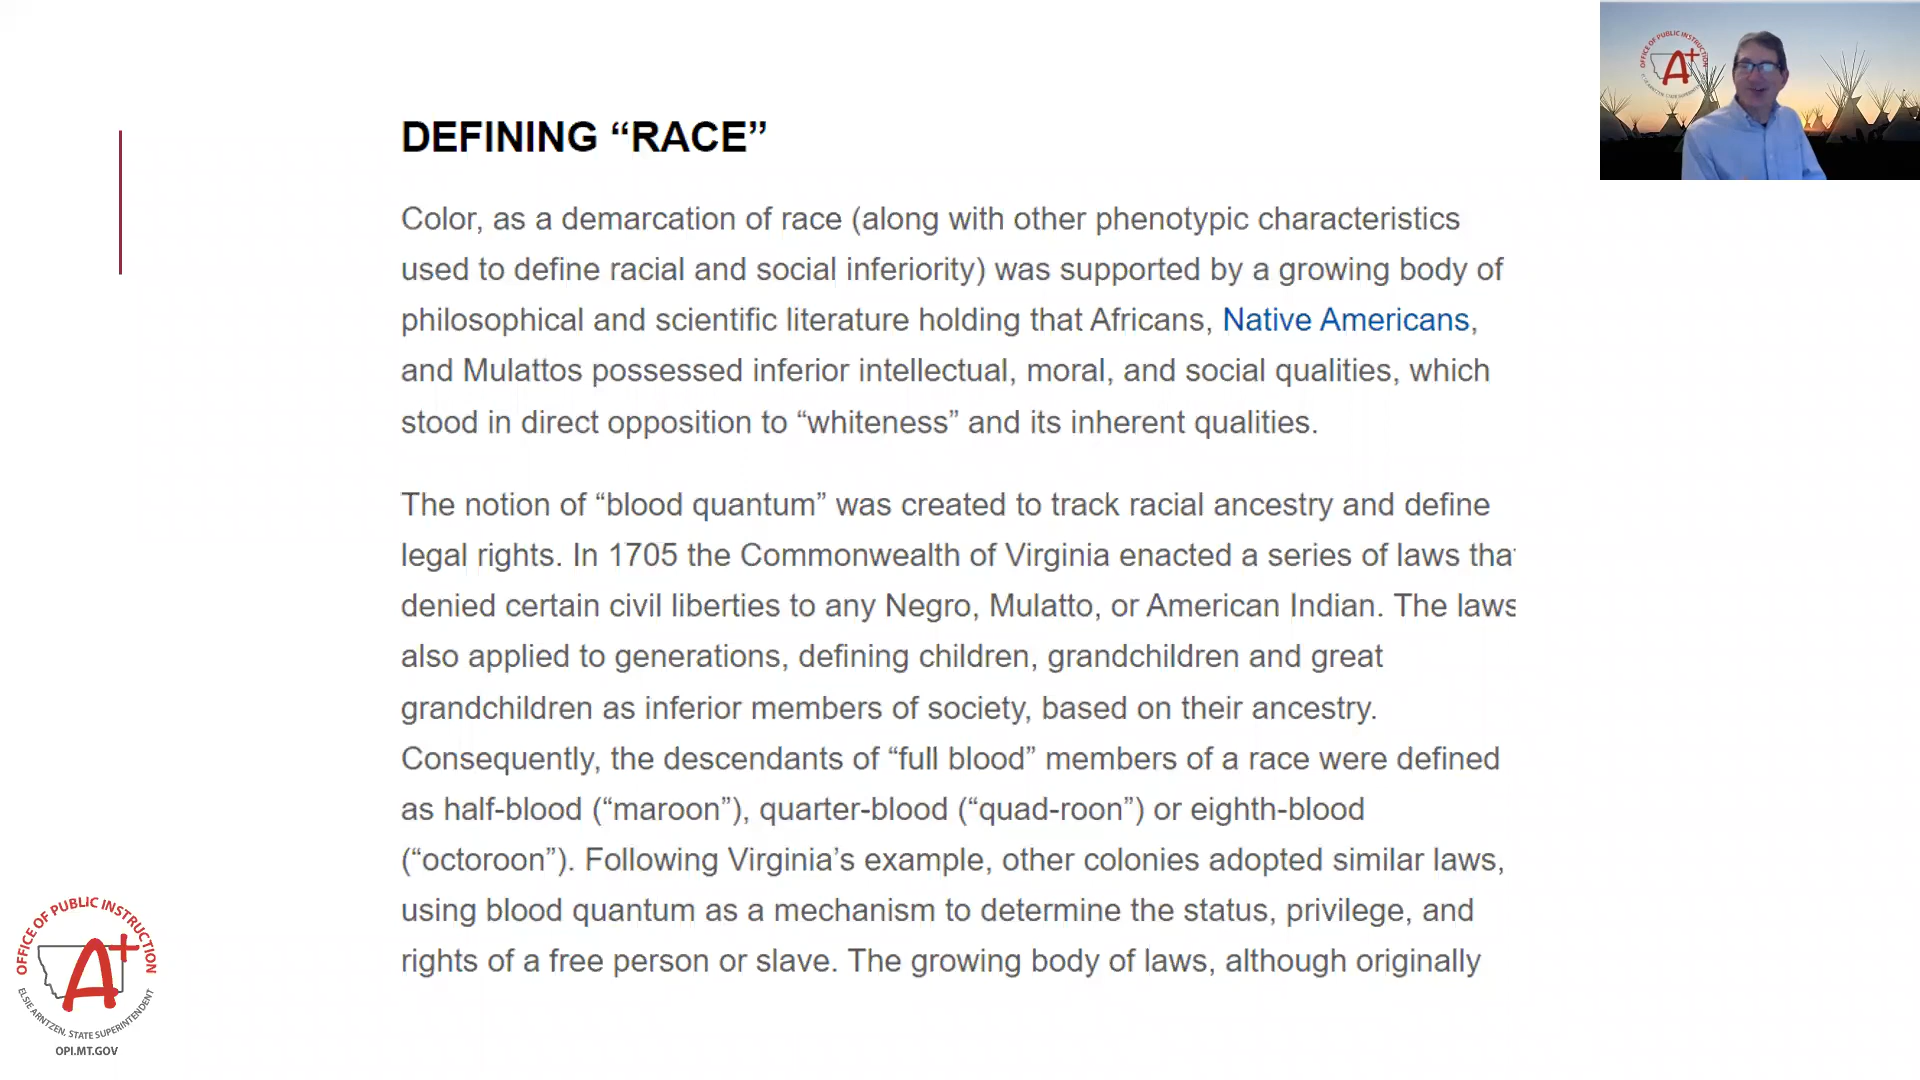 DEFINING “RACE”
Color, as a demarcation of race (along with other phenotypic characteristics
used to define racial and social inferiority) was supported by a growing body of
philosophical and scientific literature holding that Africans, Native Americans,
and Mulattos possessed inferior intellectual, moral, and social qualities, which
stood in direct opposition to “whiteness” and its inherent qualities.
The notion of “blood quantum” was created to track racial ancestry and define
legal rights. In 1705 the Commonwealth of Virginia enacted a series of laws that
denied certain civil liberties to any Negro, Mulatto, or American Indian. The laws
also applied to generations, defining children, grandchildren and great
grandchildren as inferior members of society, based on their ancestry.
Consequently, the descendants of “full blood” members of a race were defined
as half-blood (“maroon”), quarter-blood (“quad-roon”) or eighth-blood
(“octoroon”). Following Virginia’s example, other colonies adopted similar laws,
using blood quantum as a mechanism to determine the status, privilege, and
rights of a free person or slave. The growing body of laws, although originally
OFFICE OF PUBLIC INSTRUCTION
A+
ELSIE ARNTZEN, STATE SUPERINTENDENT
OPI.MT.GOV
OFFICE OF PUBLIC INSTRUCTION
A+